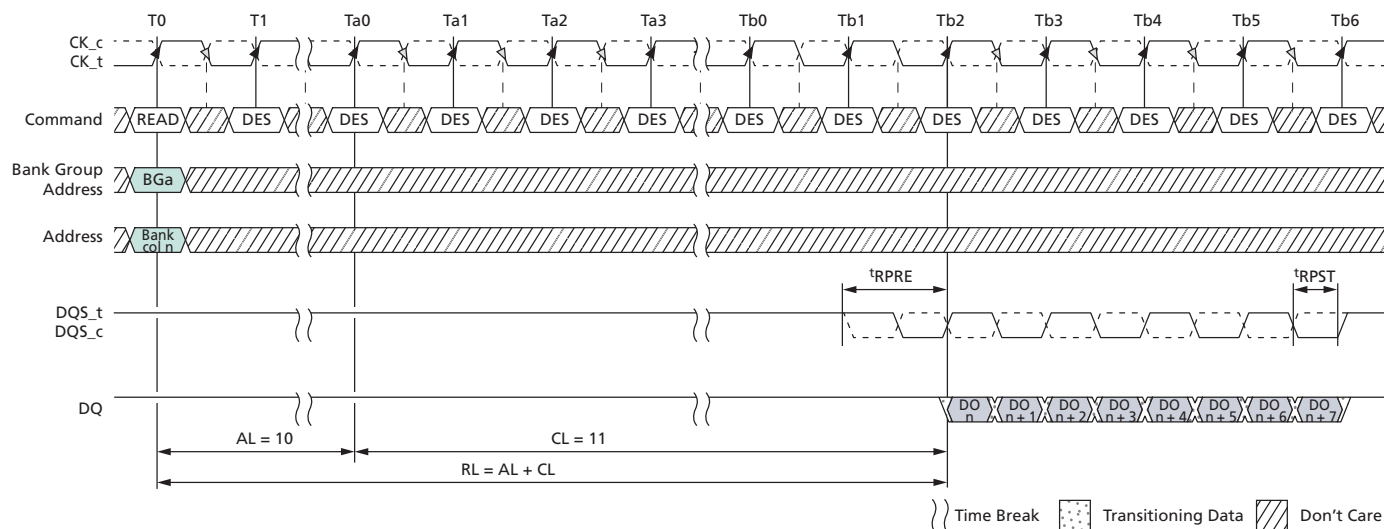 T0 T1 Ta0 Ta1 Ta2 Ta3 Tb0 Tb1 Tb2 Tb3 Tb4 Tb5 Tb6
CK_c
CK_t
Command READ DES DES DES DES DES DES DES DES DES DES DES DES
Bank Group
Address
BGa
Address
Bank
col n
tRPRE tRPST
DQS_t
DQS_c
DQ
DO n DO n + 1 DO n + 2 DO n + 3 DO n + 4 DO n + 5 DO n + 6 DO n + 7
AL = 10 CL = 11
RL = AL + CL
Time Break Transitioning Data Don't Care